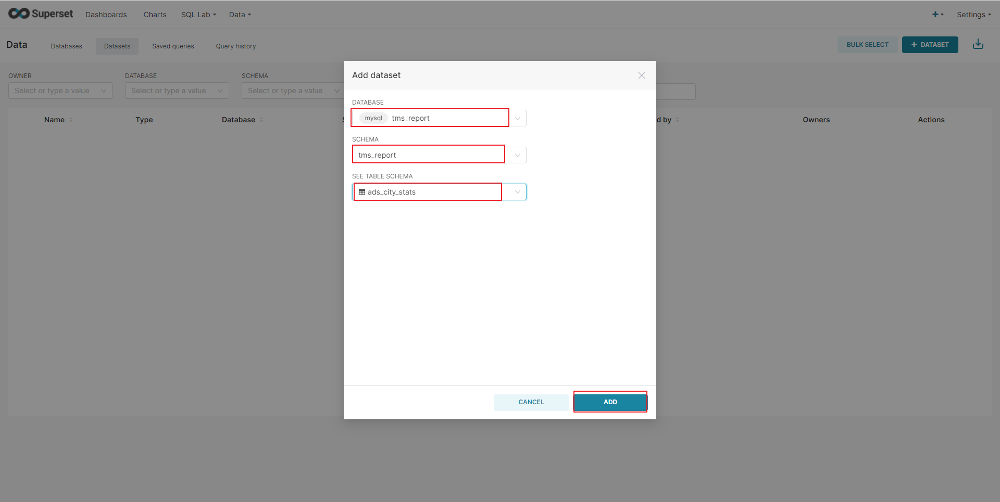 Superset Dashboards Charts SQL Lab Data Settings
Data Databases Datasets Saved queries Query history BULK SELECT + DATASET
Add dataset
OWNER DATABASE SCHEMA
Select or type a value Select or type a value Select or type a value
DATABASE
mysql tms_report
Name Type Database d by Owners Actions
SCHEMA
tms_report
SEE TABLE SCHEMA
ads_city_stats
CANCEL ADD